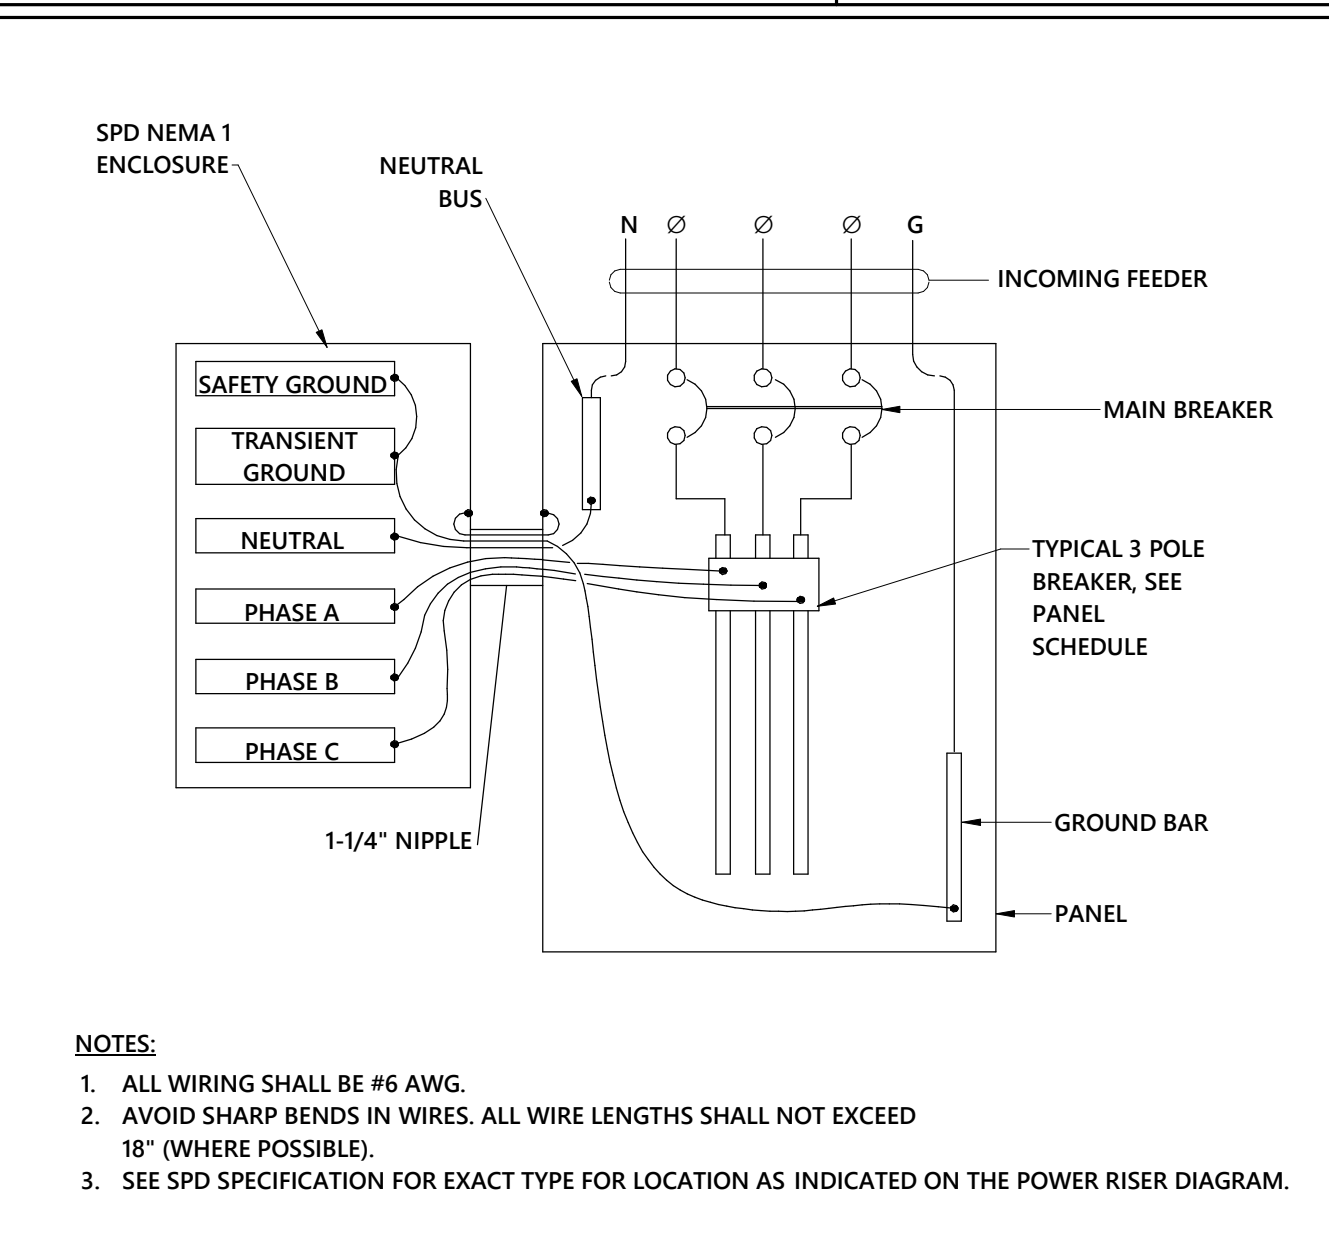 SPD NEMA 1
ENCLOSURE
NEUTRAL
BUS
N Ø Ø Ø G
INCOMING FEEDER
SAFETY GROUND
TRANSIENT
GROUND
NEUTRAL
PHASE A
PHASE B
PHASE C
MAIN BREAKER
TYPICAL 3 POLE
BREAKER, SEE
PANEL
SCHEDULE
1-1/4" NIPPLE
GROUND BAR
PANEL
NOTES:
1. ALL WIRING SHALL BE #6 AWG.
2. AVOID SHARP BENDS IN WIRES. ALL WIRE LENGTHS SHALL NOT EXCEED
18" (WHERE POSSIBLE).
3. SEE SPD SPECIFICATION FOR EXACT TYPE FOR LOCATION AS INDICATED ON THE POWER RISER DIAGRAM.